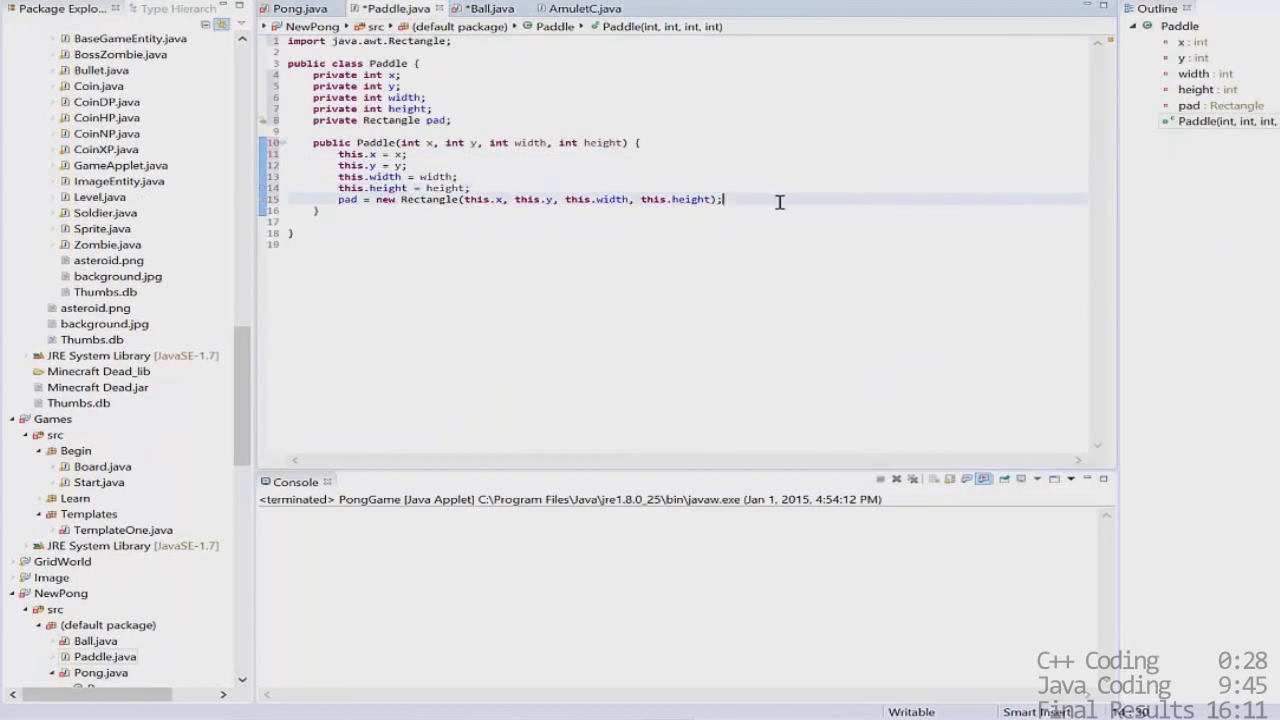 Package Explo...
Type Hierarch
BaseGameEntity.java
BossZombie.java
Bullet.java
Coin.java
CoinDP.java
CoinHP.java
CoinNP.java
CoinXP.java
GameApplet.java
ImageEntity.java
Level.java
Soldier.java
Sprite.java
Zombie.java
asteroid.png
background.jpg
Thumbs.db
asteroid.png
background.jpg
Thumbs.db
JRE System Library [JavaSE-1.7]
Minecraft Dead_lib
Minecraft Dead.jar
Thumbs.db
Games
src
Begin
Board.java
Start.java
Learn
Templates
TemplateOne.java
JRE System Library [JavaSE-1.7]
GridWorld
Image
NewPong
src
(default package)
Ball.java
Paddle.java
Pong.java
Pong.java
*Paddle.java
*Ball.java
AmuletC.java
NewPong
src
(default package)
Paddle
Paddle(int, int, int, int)
1 import java.awt.Rectangle;
2
3 public class Paddle {
4 private int x;
5 private int y;
6 private int width;
7 private int height;
8 private Rectangle pad;
9
10 public Paddle(int x, int y, int width, int height) {
11 this.x = x;
12 this.y = y;
13 this.width = width;
14 this.height = height;
15 pad = new Rectangle(this.x, this.y, this.width, this.height);
16 }
17
18 }
19
Console
<terminated> PongGame [Java Applet] C:\Program Files\Java\jre1.8.0_25\bin\javaw.exe (Jan 1, 2015, 4:54:12 PM)
Outline
Paddle
x : int
y : int
width : int
height : int
pad : Rectangle
Paddle(int, int, int,
C++ Coding 0:28
Java Coding 9:45
Final Results 16:11
Writable
Smart Insert